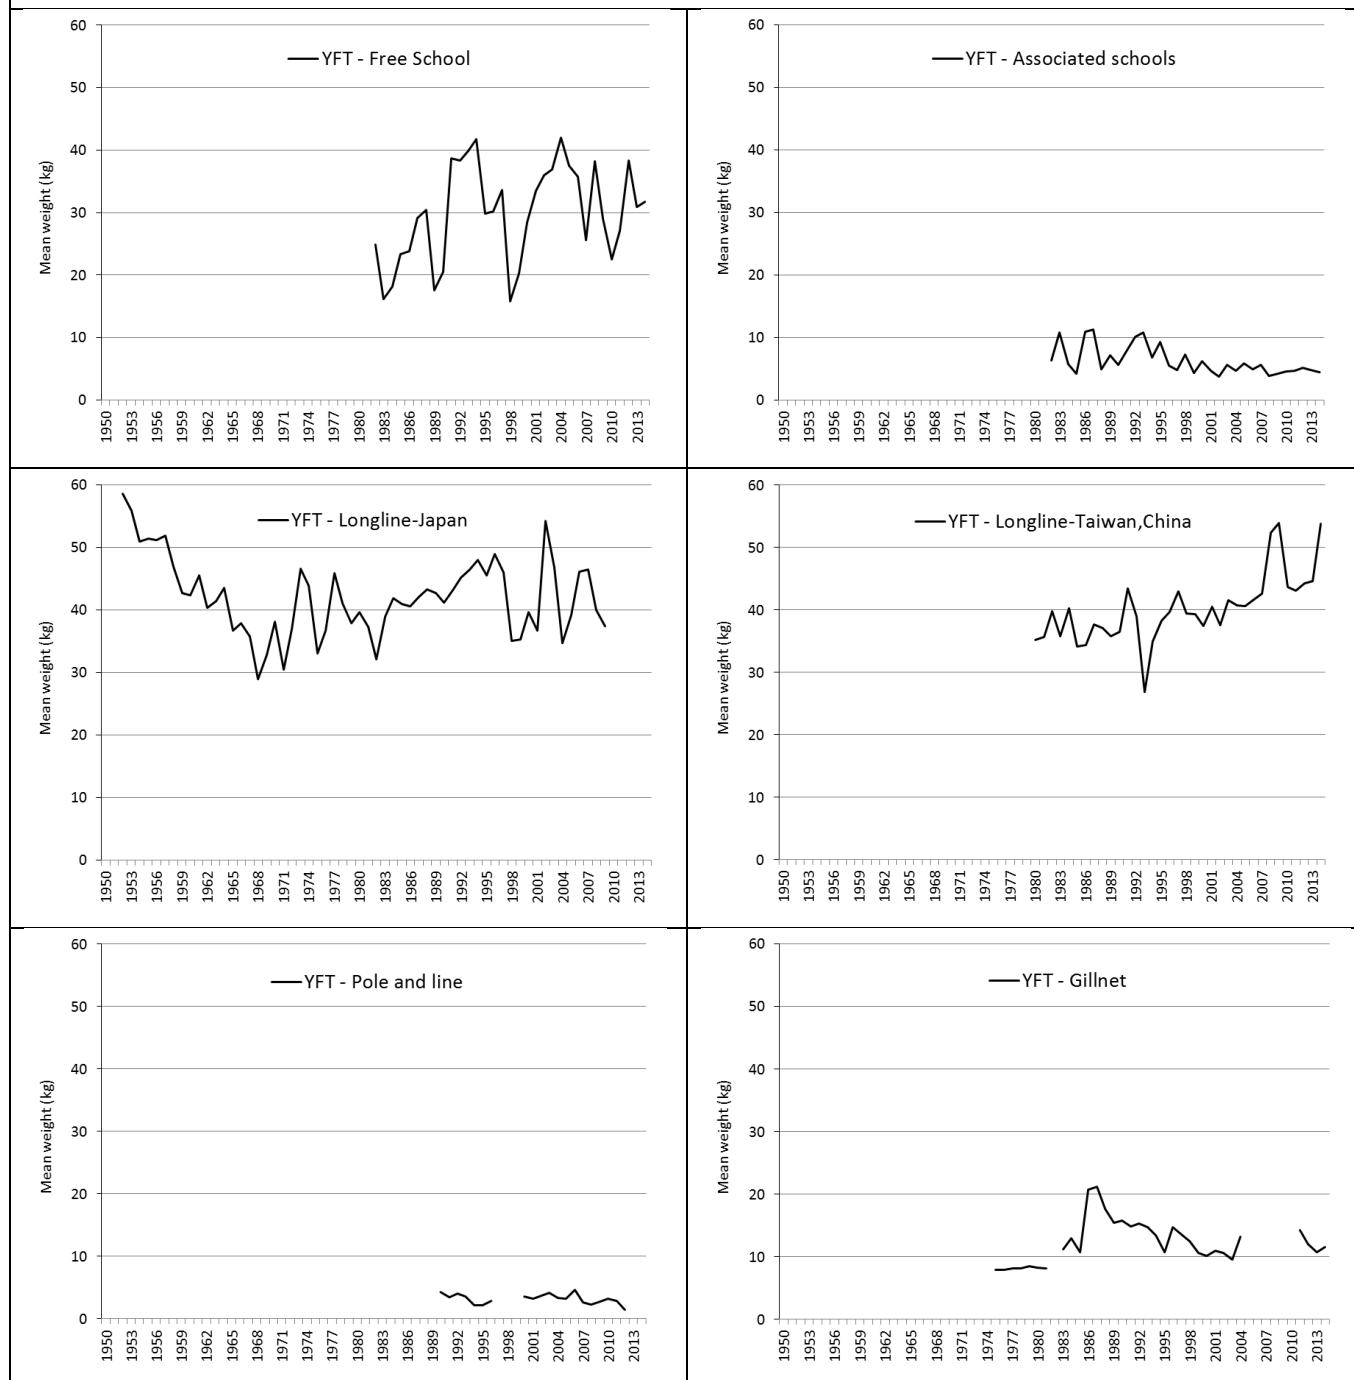 60
50
40
30
20
10
0
Mean weight (kg)
YFT - Free School
1950 1953 1956 1959 1962 1965 1968 1971 1974 1977 1980 1983 1986 1989 1992 1995 1998 2001 2004 2007 2010 2013
60
50
40
30
20
10
0
Mean weight (kg)
YFT - Associated schools
1950 1953 1956 1959 1962 1965 1968 1971 1974 1977 1980 1983 1986 1989 1992 1995 1998 2001 2004 2007 2010 2013
60
50
40
30
20
10
0
Mean weight (kg)
YFT - Longline-Japan
1950 1953 1956 1959 1962 1965 1968 1971 1974 1977 1980 1983 1986 1989 1992 1995 1998 2001 2004 2007 2010 2013
60
50
40
30
20
10
0
Mean weight (kg)
YFT - Longline-Taiwan,China
1950 1953 1956 1959 1962 1965 1968 1971 1974 1977 1980 1983 1986 1989 1992 1995 1998 2001 2004 2007 2010 2013
60
50
40
30
20
10
0
Mean weight (kg)
YFT - Pole and line
1950 1953 1956 1959 1962 1965 1968 1971 1974 1977 1980 1983 1986 1989 1992 1995 1998 2001 2004 2007 2010 2013
60
50
40
30
20
10
0
Mean weight (kg)
YFT - Gillnet
1950 1953 1956 1959 1962 1965 1968 1971 1974 1977 1980 1983 1986 1989 1992 1995 1998 2001 2004 2007 2010 2013